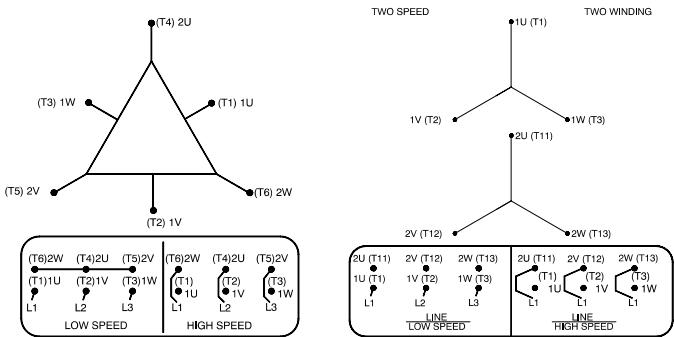 (T4) 2U
(T3) 1W
(T1) 1U
(T5) 2V
(T6) 2W
(T2) 1V
(T6)2W (T4)2U (T5)2V
(T1)1U (T2)1V (T3)1W
L1 L2 L3
LOW SPEED
(T6)2W (T4)2U (T5)2V
(T1) (T2) (T3)
1U 1V 1W
L1 L2 L3
HIGH SPEED
TWO SPEED TWO WINDING
1U (T1)
1V (T2) 1W (T3)
2U (T11)
2V (T12) 2W (T13)
2U (T11) 2V (T12) 2W (T13)
1U (T1) 1V (T2) 1W (T3)
L1 L2 L3
LINE
LOW SPEED
2U (T11) 2V (T12) 2W (T13)
(T1) (T2) (T3)
1U 1V 1W
L1 L1 L1
LINE
HIGH SPEED